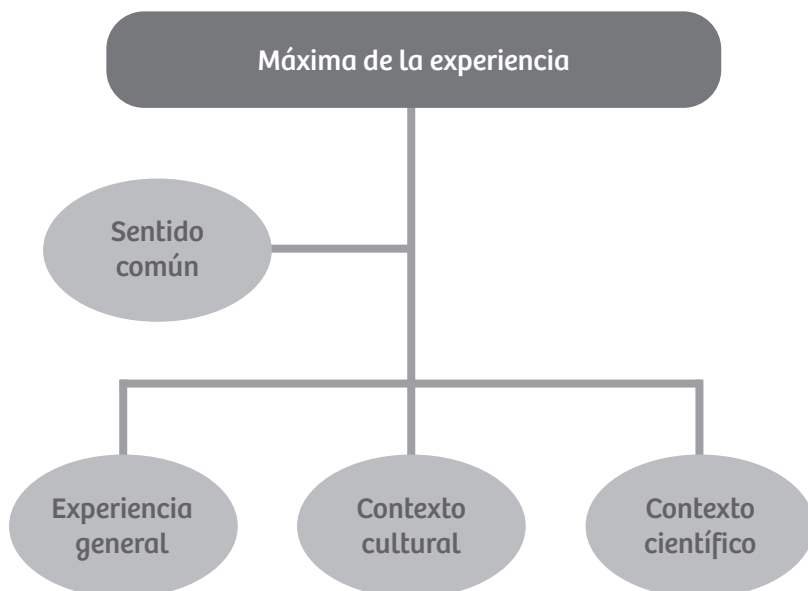 Máxima de la experiencia
Sentido
común
Experiencia
general
Contexto
cultural
Contexto
científico